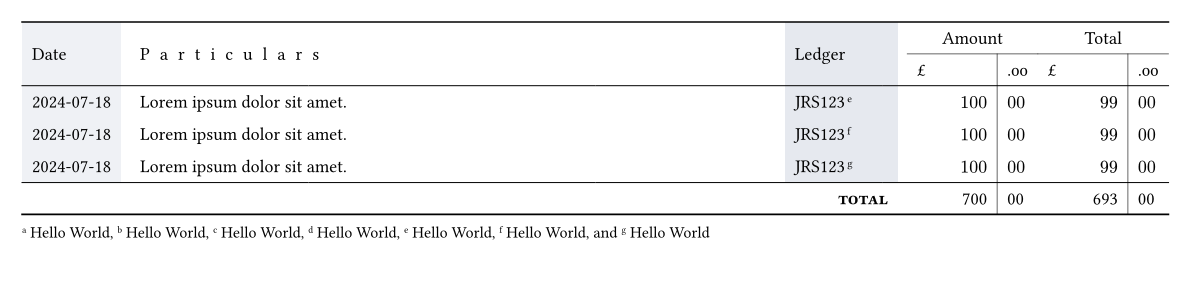 Date Particulars Ledger Amount Total
£ .oo £ .oo
2024-07-18 Lorem ipsum dolor sit amet. JRS123 e 100 00 99 00
2024-07-18 Lorem ipsum dolor sit amet. JRS123 f 100 00 99 00
2024-07-18 Lorem ipsum dolor sit amet. JRS123 g 100 00 99 00
TOTAL 700 00 693 00
a Hello World, b Hello World, c Hello World, d Hello World, e Hello World, f Hello World, and g Hello World